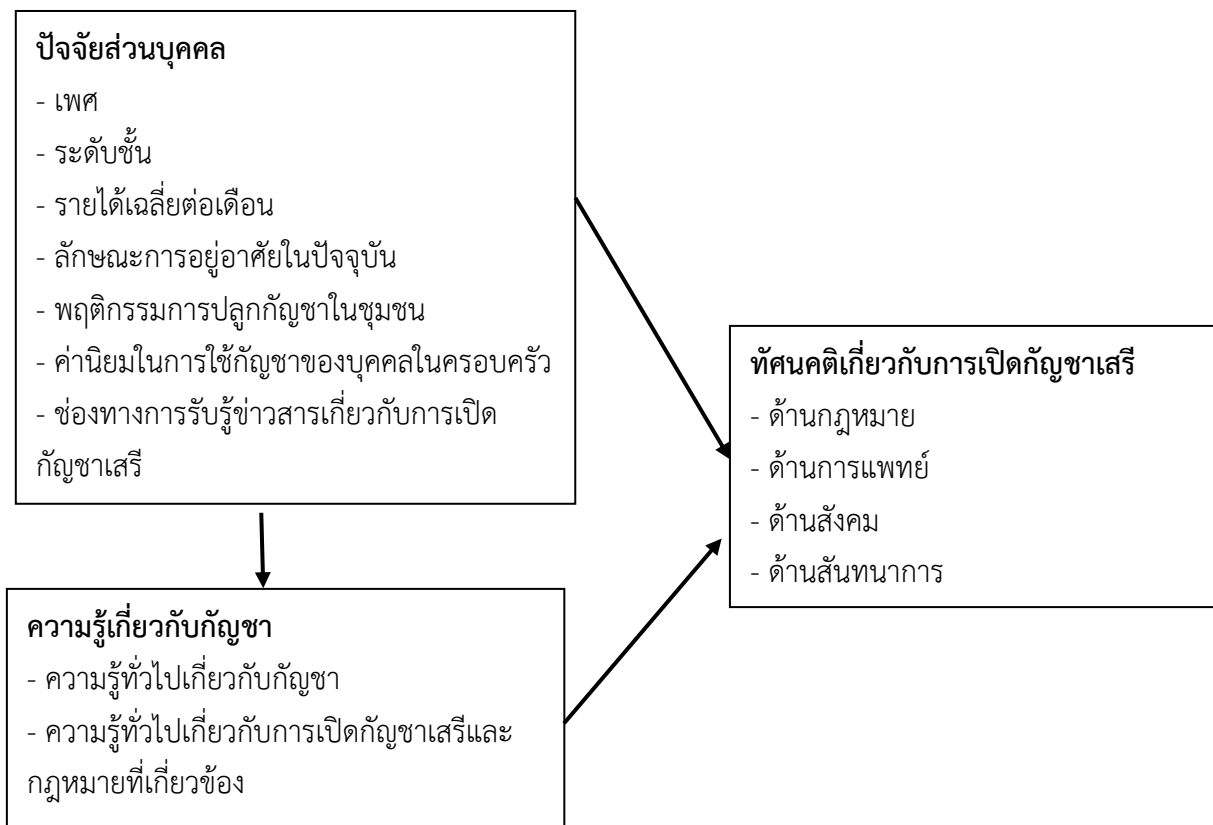 ปัจจัยส่วนบุคคล
- เพศ
- ระดับชั้น
- รายได้เฉลี่ยต่อเดือน
- ลักษณะการอยู่อาศัยในปัจจุบัน
- พฤติกรรมการปลูกกัญชาในชุมชน
- ค่านิยมในการใช้กัญชาของบุคคลในครอบครัว
- ช่องทางการรับรู้ข่าวสารเกี่ยวกับการเปิด
กัญชาเสรี
ความรู้เกี่ยวกับกัญชา
- ความรู้ทั่วไปเกี่ยวกับกัญชา
- ความรู้ทั่วไปเกี่ยวกับการเปิดกัญชาเสรีและ
กฎหมายที่เกี่ยวข้อง
ทัศนคติเกี่ยวกับการเปิดกัญชาเสรี
- ด้านกฎหมาย
- ด้านการแพทย์
- ด้านสังคม
- ด้านสันทนาการ